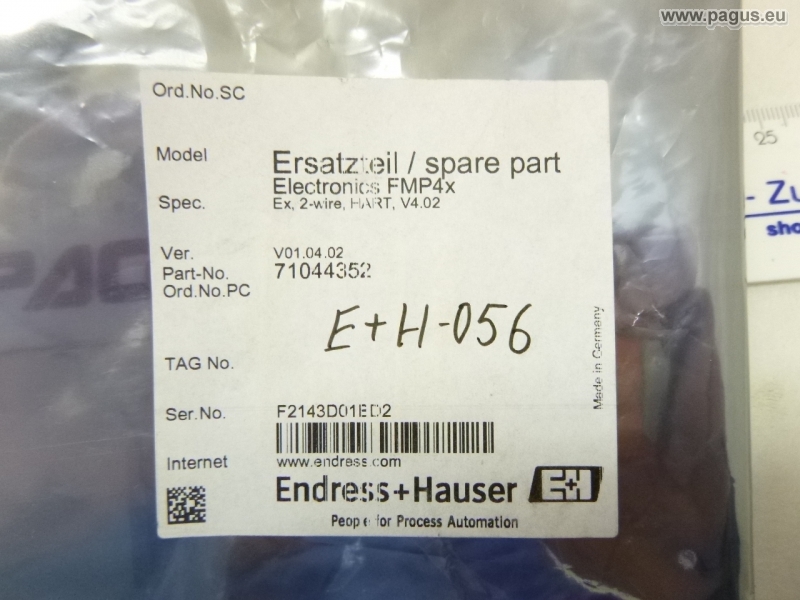 www.pagus.eu
Ord.No.SC
Model Ersatzteil / spare part
Electronics FMP4x
Spec. Ex, 2-wire, HART, V4.02
Ver. V01.04.02
Part-No. 71044352
Ord.No.PC
E+H-056
TAG No.
Made in Germany
Ser.No. F2143D01ED2
Internet www.endress.com
Endress+Hauser E+H
People for Process Automation
25
- Zu
sho